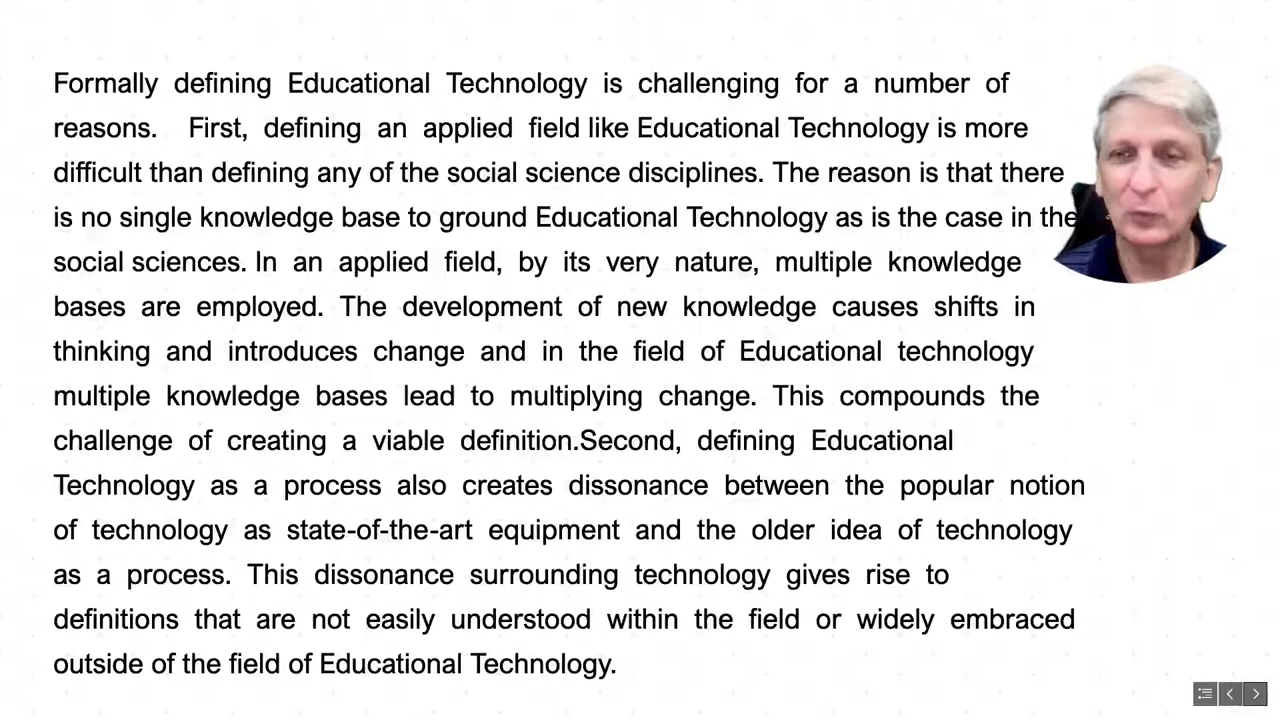 Formally defining Educational Technology is challenging for a number of
reasons. First, defining an applied field like Educational Technology is more
difficult than defining any of the social science disciplines. The reason is that there
is no single knowledge base to ground Educational Technology as is the case in the
social sciences. In an applied field, by its very nature, multiple knowledge
bases are employed. The development of new knowledge causes shifts in
thinking and introduces change and in the field of Educational technology
multiple knowledge bases lead to multiplying change. This compounds the
challenge of creating a viable definition.Second, defining Educational
Technology as a process also creates dissonance between the popular notion
of technology as state-of-the-art equipment and the older idea of technology
as a process. This dissonance surrounding technology gives rise to
definitions that are not easily understood within the field or widely embraced
outside of the field of Educational Technology.